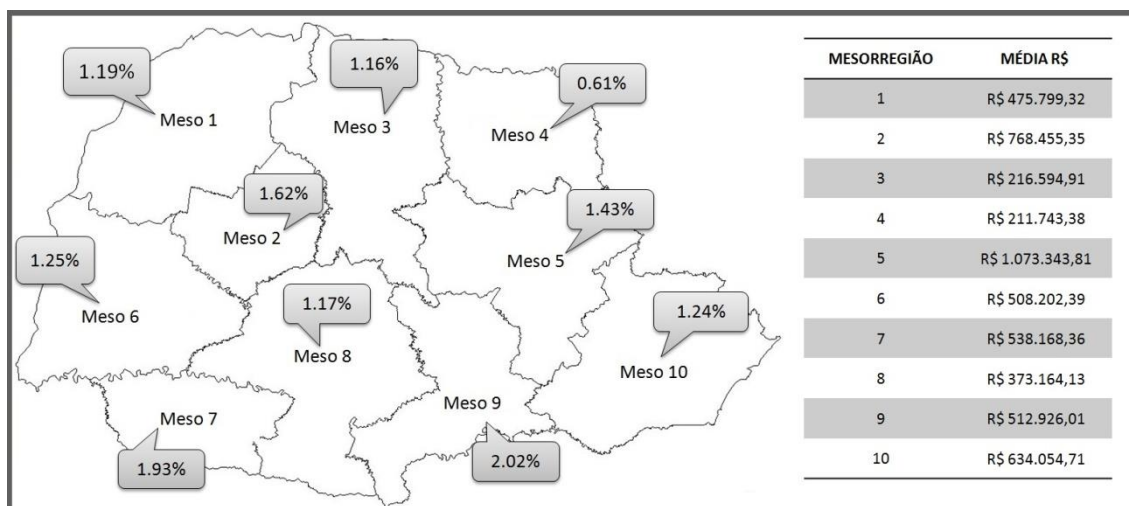 1.19%
Meso 1
1.16%
Meso 3
0.61%
Meso 4
1.62%
Meso 2
1.43%
Meso 5
1.25%
Meso 6
1.17%
Meso 8
1.24%
Meso 10
Meso 7
1.93%
Meso 9
2.02%
MESORREGIÃO MÉDIA R$
1 R$ 475.799,32
2 R$ 768.455,35
3 R$ 216.594,91
4 R$ 211.743,38
5 R$ 1.073.343,81
6 R$ 508.202,39
7 R$ 538.168,36
8 R$ 373.164,13
9 R$ 512.926,01
10 R$ 634.054,71